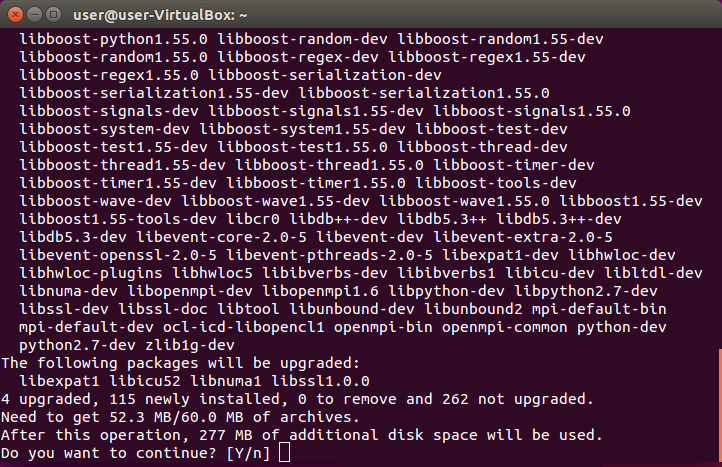 user@user-VirtualBox: ~
libboost-python1.55.0 libboost-random-dev libboost-random1.55-dev
libboost-random1.55.0 libboost-regex-dev libboost-regex1.55-dev
libboost-regex1.55.0 libboost-serialization-dev
libboost-serialization1.55-dev libboost-serialization1.55.0
libboost-signals-dev libboost-signals1.55-dev libboost-signals1.55.0
libboost-system-dev libboost-system1.55-dev libboost-test-dev
libboost-test1.55-dev libboost-test1.55.0 libboost-thread-dev
libboost-thread1.55-dev libboost-thread1.55.0 libboost-timer-dev
libboost-timer1.55-dev libboost-timer1.55.0 libboost-tools-dev
libboost-wave-dev libboost-wave1.55-dev libboost-wave1.55.0 libboost1.55-dev
libboost1.55-tools-dev libcr0 libdb++-dev libdb5.3++ libdb5.3++-dev
libdb5.3-dev libevent-core-2.0-5 libevent-dev libevent-extra-2.0-5
libevent-openssl-2.0-5 libevent-pthreads-2.0-5 libexpat1-dev libhwloc-dev
libhwloc-plugins libhwloc5 libibverbs-dev libibverbs1 libicu-dev libltdl-dev
libnuma-dev libopenmpi-dev libopenmpi1.6 libpython-dev libpython2.7-dev
libssl-dev libssl-doc libtool libunbound-dev libunbound2 mpi-default-bin
mpi-default-dev ocl-icd-libopencl1 openmpi-bin openmpi-common python-dev
python2.7-dev zlib1g-dev
The following packages will be upgraded:
libexpat1 libicu52 libnuma1 libssl1.0.0
4 upgraded, 115 newly installed, 0 to remove and 262 not upgraded.
Need to get 52.3 MB/60.0 MB of archives.
After this operation, 277 MB of additional disk space will be used.
Do you want to continue? [Y/n]